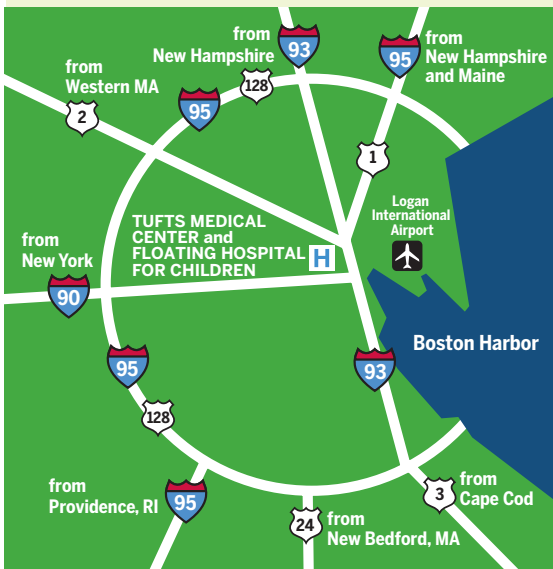 from
New Hampshire
93
from
New Hampshire
and Maine
95
from
Western MA
2
95
128
1
TUFTS MEDICAL
CENTER and
FLOATING HOSPITAL
FOR CHILDREN
H
Logan
International
Airport
from
New York
90
Boston Harbor
95
93
128
from
Providence, RI
95
24
from
New Bedford, MA
3
from
Cape Cod